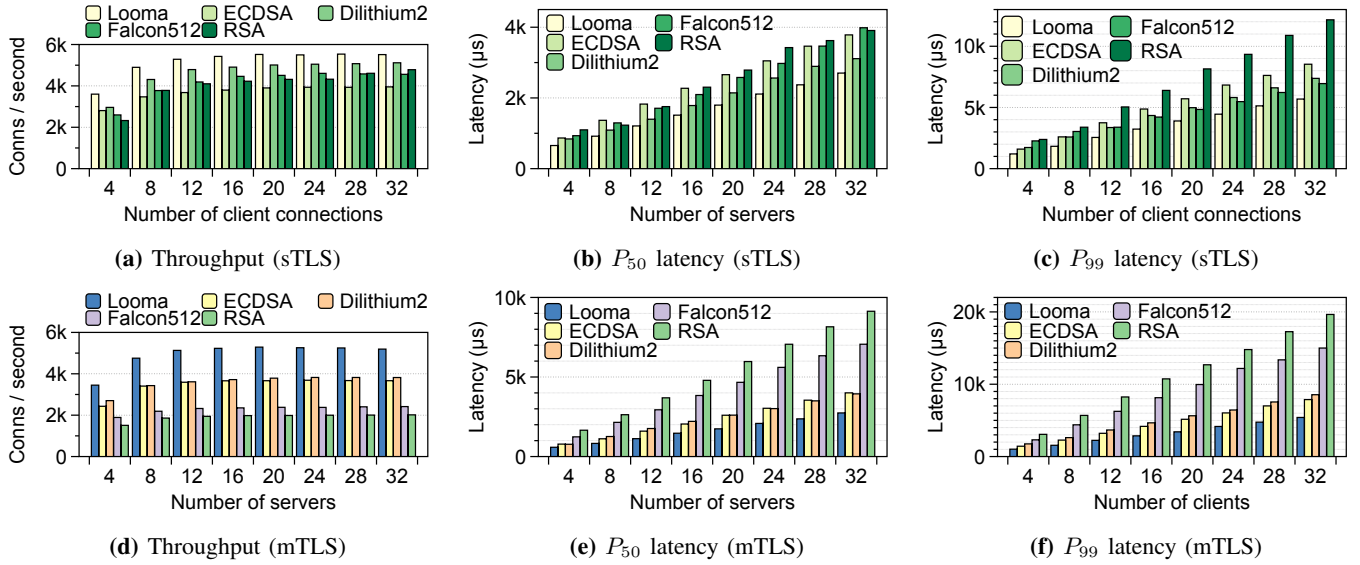 Looma ECDSA Dilithium2
Falcon512 RSA
6k
4k
2k
0
Conns / second
4 8 12 16 20 24 28 32
Number of client connections
(a) Throughput (sTLS)
Looma Falcon512
ECDSA RSA
Dilithium2
4k
2k
0
Latency (μs)
4 8 12 16 20 24 28 32
Number of servers
(b) P50 latency (sTLS)
Looma Falcon512
ECDSA RSA
Dilithium2
10k
5k
0
Latency (μs)
4 8 12 16 20 24 28 32
Number of client connections
(c) P99 latency (sTLS)
Looma ECDSA Dilithium2
Falcon512 RSA
6k
4k
2k
0
Conns / second
4 8 12 16 20 24 28 32
Number of servers
(d) Throughput (mTLS)
Looma Falcon512
ECDSA RSA
Dilithium2
10k
5k
0
Latency (μs)
4 8 12 16 20 24 28 32
Number of servers
(e) P50 latency (mTLS)
Looma Falcon512
ECDSA RSA
Dilithium2
20k
10k
0
Latency (μs)
4 8 12 16 20 24 28 32
Number of clients
(f) P99 latency (mTLS)